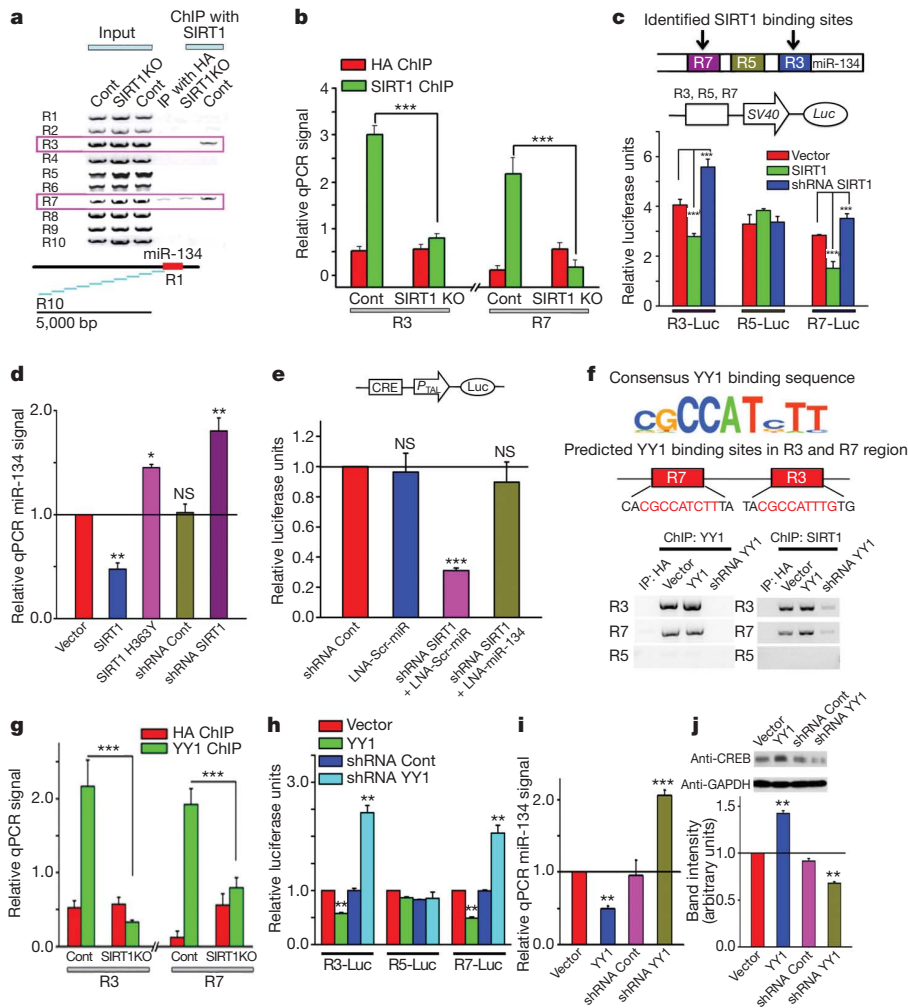 a
ChIP with
SIRT1
Input
Cont
SIRT1KO
Cont
IP with HA
SIRT1KO
Cont
R1
R2
R3
R4
R5
R6
R7
R8
R9
R10
miR-134
R1
R10
5,000 bp
b
HA ChIP
SIRT1 ChIP
Relative qPCR signal
4
3
2
1
0
***
***
Cont SIRT1 KO Cont SIRT1 KO
R3 R7
c
Identified SIRT1 binding sites
R7 R5 R3 miR-134
R3, R5, R7
SV40 Luc
Vector
SIRT1
shRNA SIRT1
Relative luciferase units
6
4
2
0
***
***
***
***
R3-Luc R5-Luc R7-Luc
d
Relative qPCR miR-134 signal
2.0
1.0
0.0
**
*
NS
**
Vector
SIRT1
SIRT1 H363Y
shRNA Cont
shRNA SIRT1
e
CRE PTAL Luc
Relative luciferase units
1.2
1.0
0.8
0.6
0.4
0.2
0.0
NS
***
NS
shRNA Cont
LNA-Scr-miR
shRNA SIRT1
+ LNA-Scr-miR
shRNA SIRT1
+ LNA-miR-134
f
Consensus YY1 binding sequence
CGCCATCTT
Predicted YY1 binding sites in R3 and R7 region
R7 R3
CACGCCATCTTTA TACGCCATTTGTG
ChIP: YY1 ChIP: SIRT1
IP: HA
Vector
YY1
shRNA YY1
IP: HA
Vector
YY1
shRNA YY1
R3 R3
R7 R7
R5 R5
g
HA ChIP
YY1 ChIP
Relative qPCR signal
2.0
1.0
0.0
***
***
Cont SIRT1KO Cont SIRT1KO
R3 R7
h
Vector
YY1
shRNA Cont
shRNA YY1
Relative luciferase units
3.0
2.0
1.0
0.0
**
**
**
**
R3-Luc R5-Luc R7-Luc
i
Relative qPCR miR-134 signal
2.0
1.0
0.0
**
***
Vector
YY1
shRNA Cont
shRNA YY1
j
Vector
YY1
shRNA Cont
shRNA YY1
Anti-CREB
Anti-GAPDH
Band intensity
(arbitrary units)
1.0
0.0
**
**
Vector
YY1
shRNA Cont
shRNA YY1